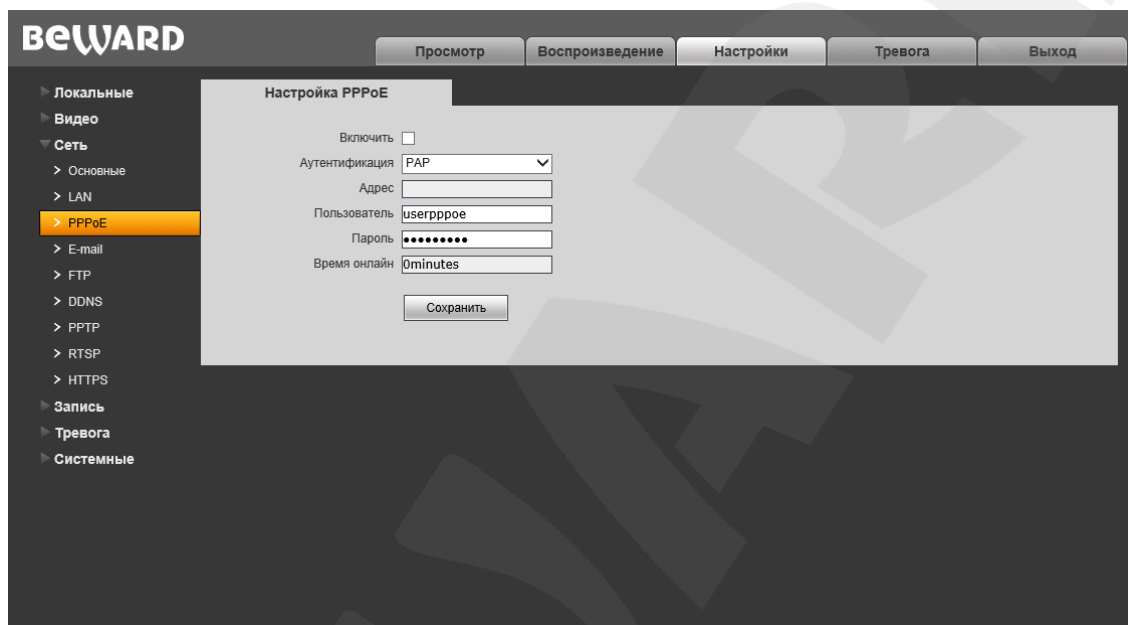 BEWARD
Просмотр Воспроизведение Настройки Тревога Выход
Локальные
Видео
Сеть
> Основные
> LAN
> PPPoE
> E-mail
> FTP
> DDNS
> PPTP
> RTSP
> HTTPS
Запись
Тревога
Системные
Настройка PPPoE
Включить
Аутентификация PAP
Адрес
Пользователь userpppoe
Пароль •••••••••
Время онлайн 0minutes
Сохранить